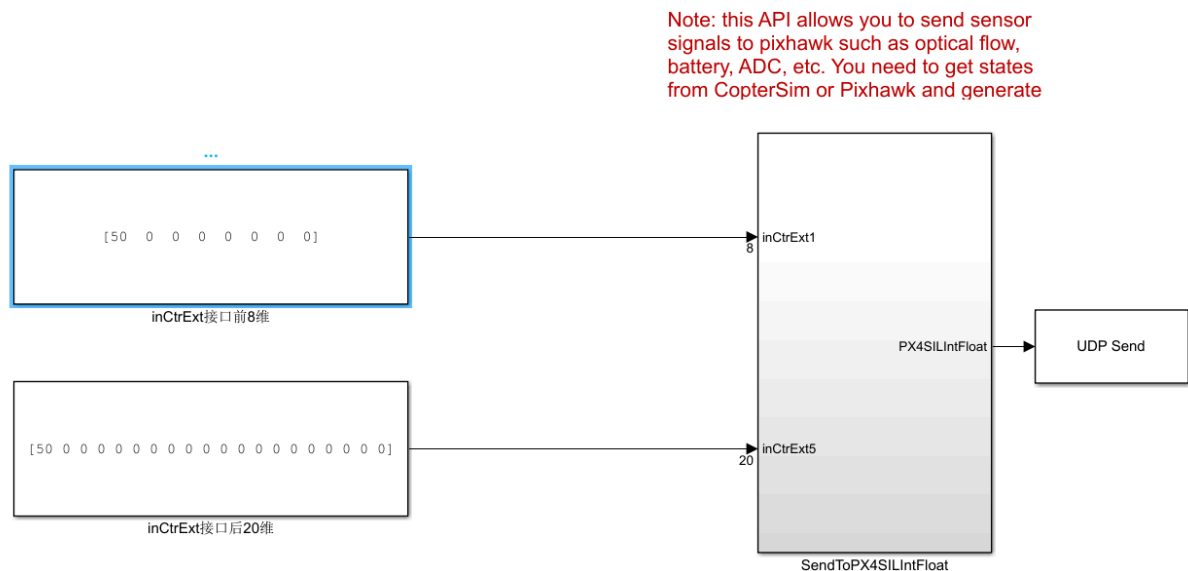 Note: this API allows you to send sensor
signals to pixhawk such as optical flow,
battery, ADC, etc. You need to get states
from CopterSim or Pixhawk and generate
...
[50 0 0 0 0 0 0 0]
inCtrExt接口前8维
8
inCtrExt1
PX4SILIntFloat
UDP Send
[50 0 0 0 0 0 0 0 0 0 0 0 0 0 0 0 0 0 0 0]
inCtrExt接口后20维
20
inCtrExt5
SendToPX4SILIntFloat